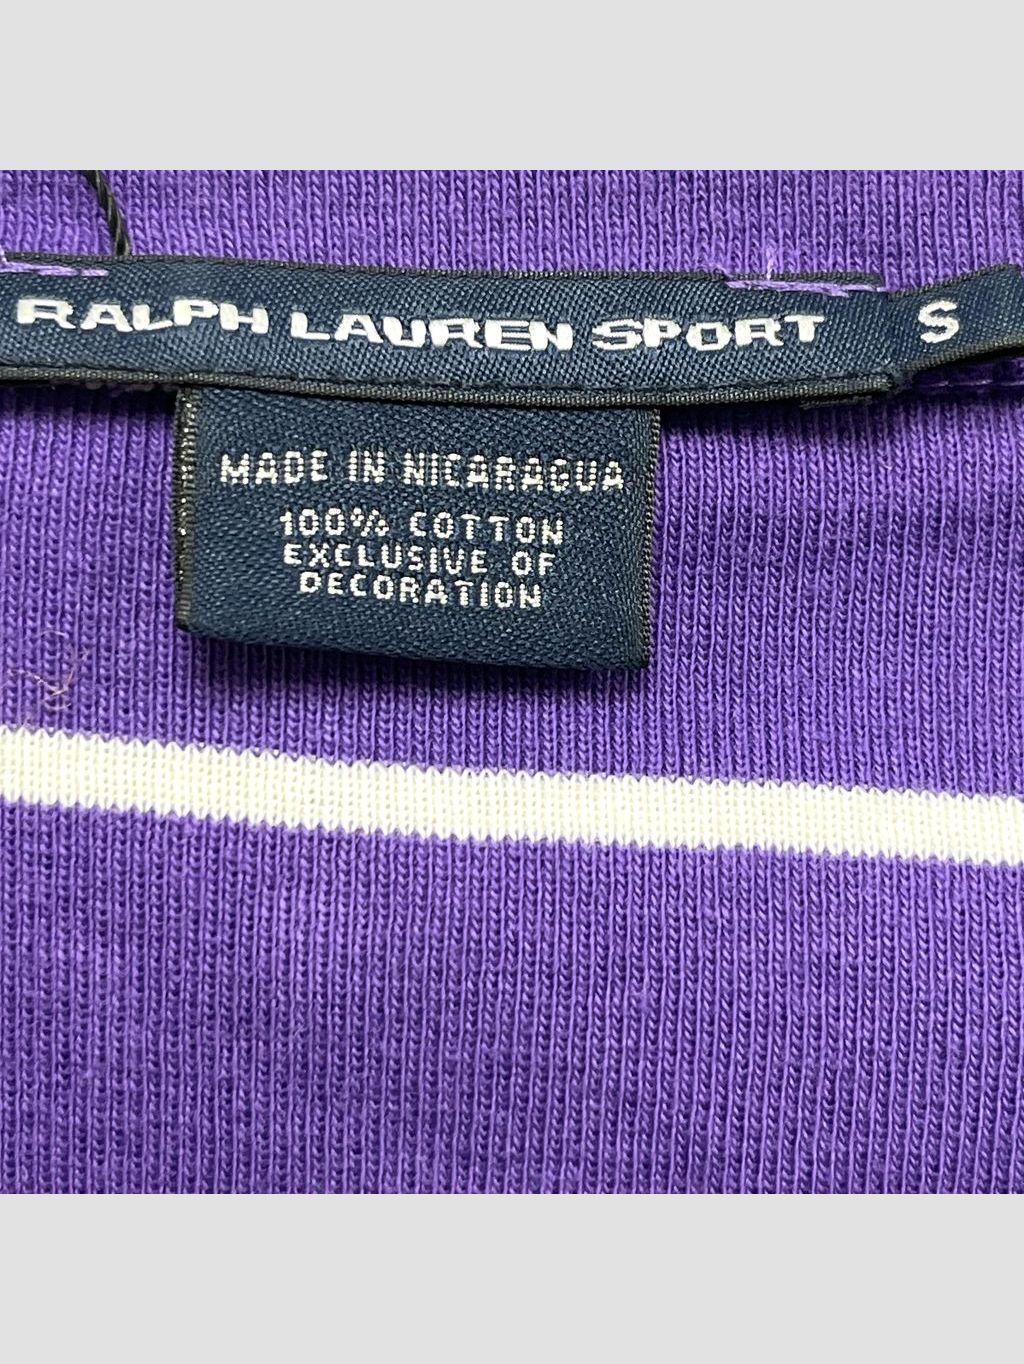 RALPH LAUREN SPORT S
MADE IN NICARAGUA
100% COTTON
EXCLUSIVE OF
DECORATION